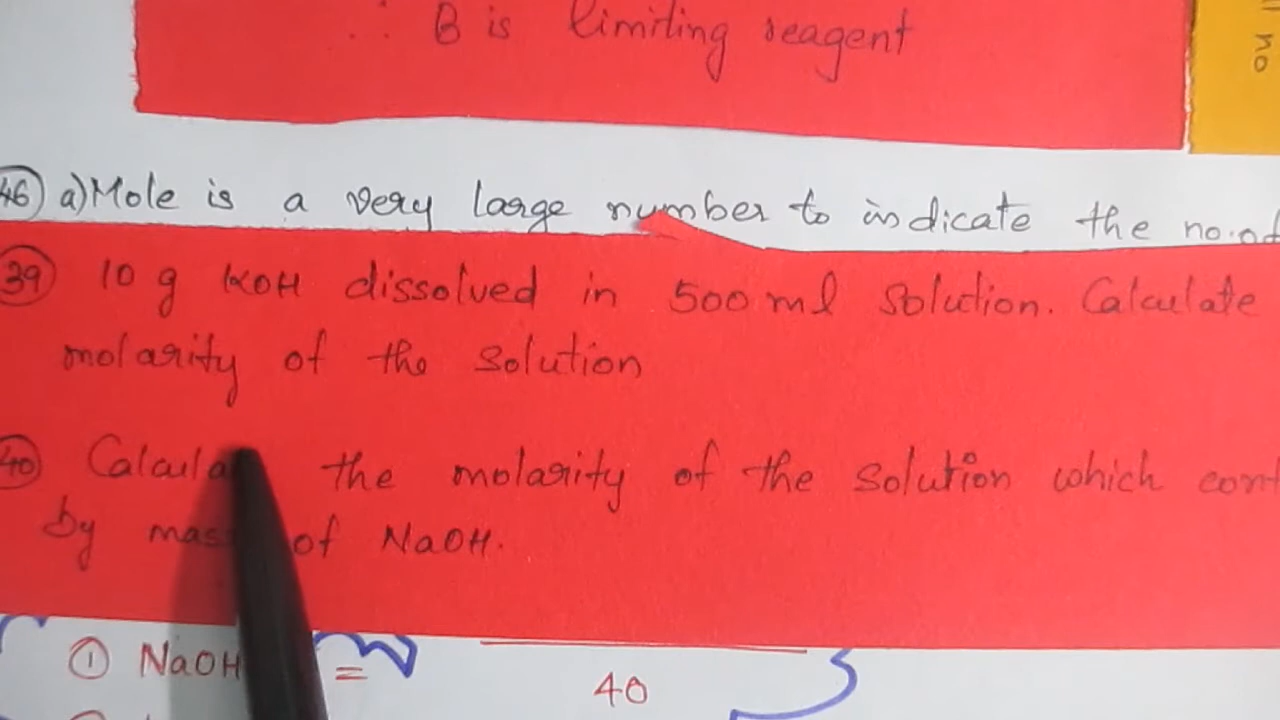 ∴ B is limiting reagent
no
46 a) Mole is a very large number to indicate the no. of
39 10 g KOH dissolved in 500 ml solution. Calculate
molarity of the solution
40 the molarity of the solution which
by of NaOH.
① NaOH =
40